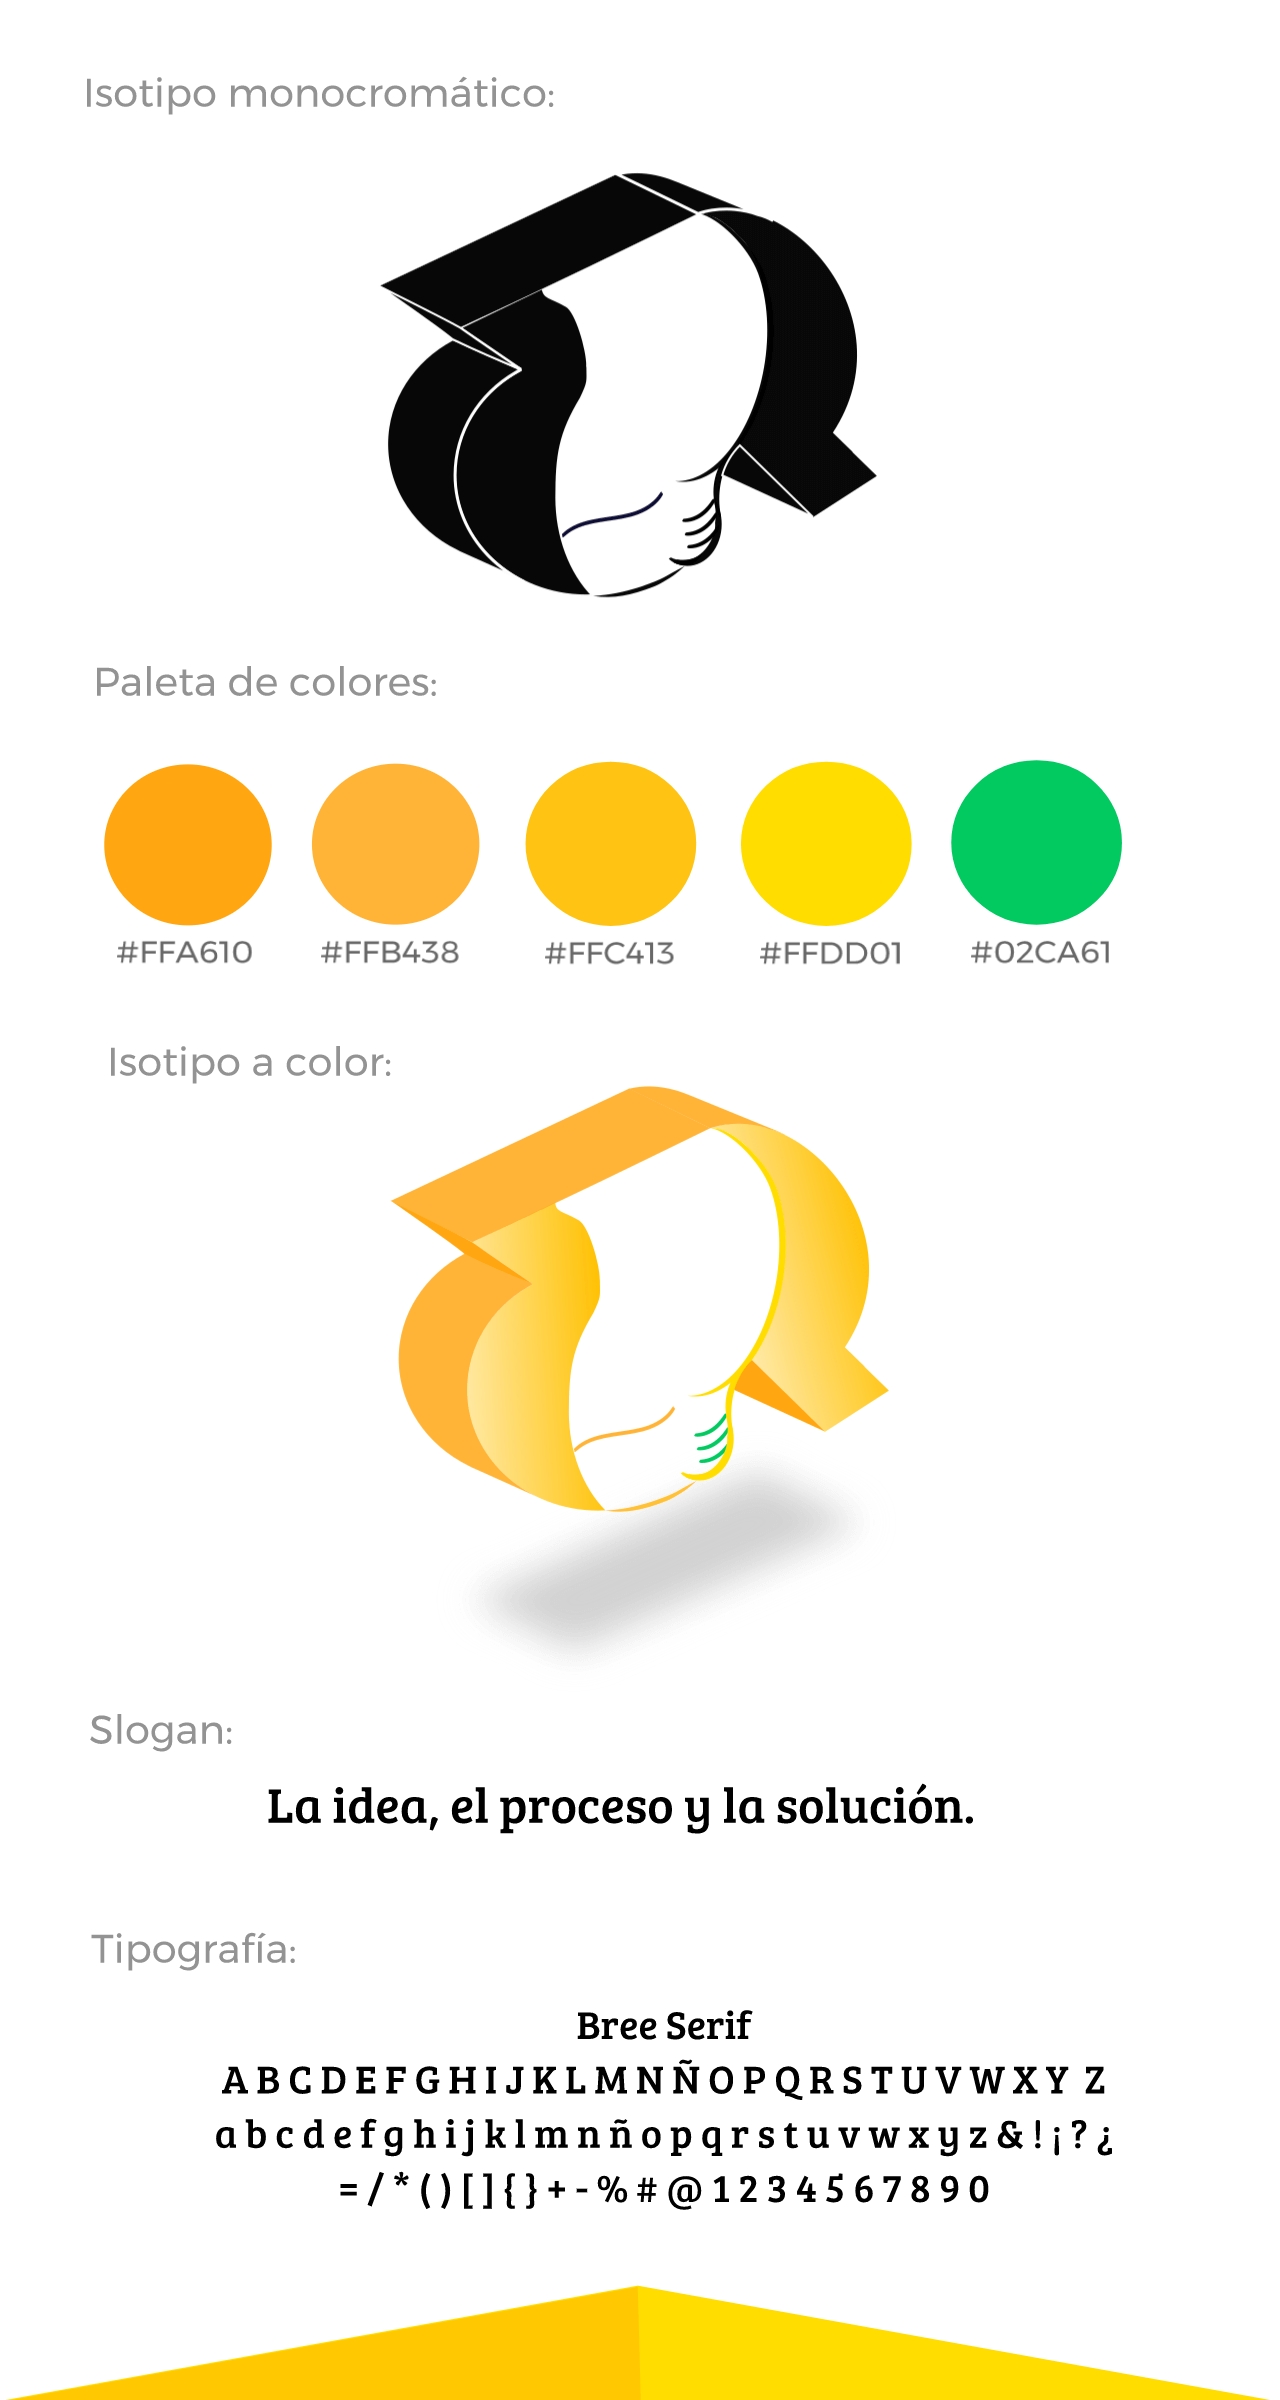 Isotipo monocromático:
Paleta de colores:
#FFA610 #FFB438 #FFC413 #FFDD01 #02CA61
Isotipo a color:
Slogan:
La idea, el proceso y la solución.
Tipografía:
Bree Serif
A B C D E F G H I J K L M N Ñ O P Q R S T U V W X Y Z
a b c d e f g h i j k l m n ñ o p q r s t u v w x y z & ! ¡ ? ¿
= / * ( ) [ ] { } + - % # @ 1 2 3 4 5 6 7 8 9 0